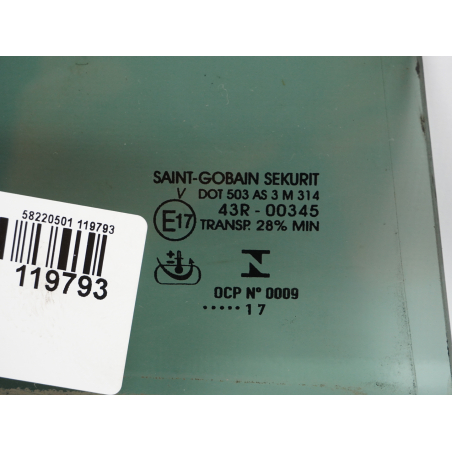 58220501 119793
119793
SAINT-GOBAIN SEKURIT
V DOT 503 AS 3 M 314
E17 43R - 00345
TRANSP. 28% MIN
OCP N° 0009
····· 17